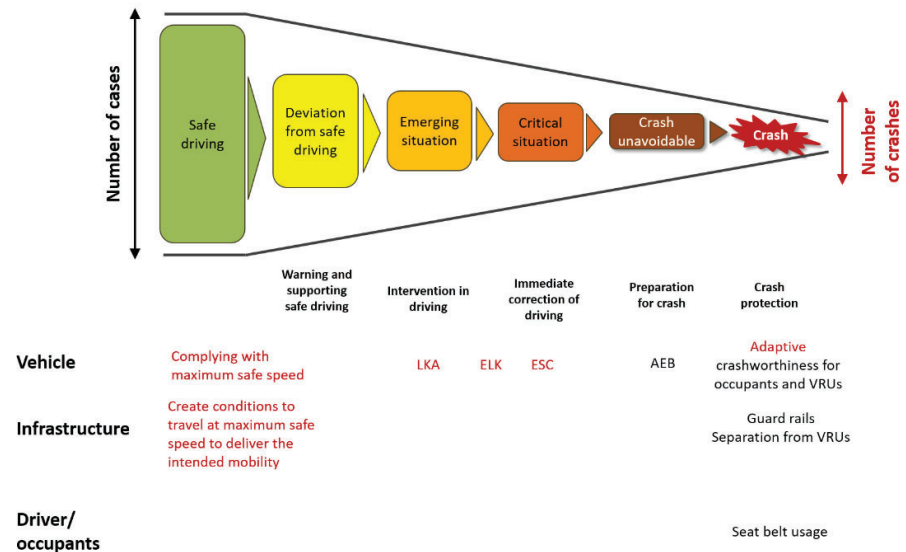 Number of cases
Safe
driving
Deviation
from safe
driving
Emerging
situation
Critical
situation
Crash
unavoidable
Crash
Number
of crashes
Warning and
supporting
safe driving
Intervention in
driving
Immediate
correction of
driving
Preparation
for crash
Crash
protection
Vehicle
Complying with
maximum safe speed
LKA
ELK
ESC
AEB
Adaptive
crashworthiness for
occupants and VRUs
Infrastructure
Create conditions to
travel at maximum safe
speed to deliver the
intended mobility
Guard rails
Separation from VRUs
Driver/
occupants
Seat belt usage